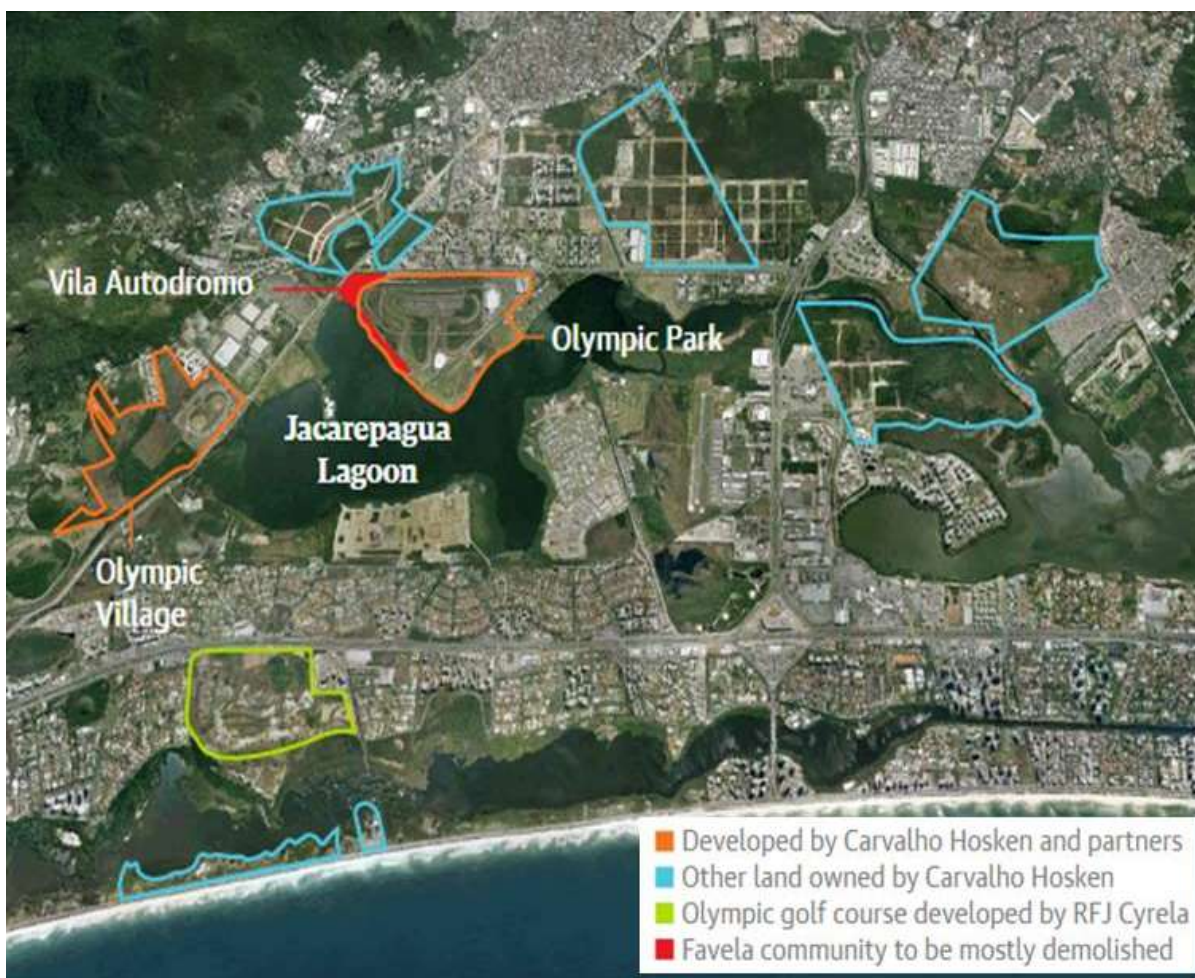 Vila Autodromo
Olympic Park
Jacarepagua
Lagoon
Olympic
Village
Developed by Carvalho Hosken and partners
Other land owned by Carvalho Hosken
Olympic golf course developed by RFJ Cyrela
Favela community to be mostly demolished